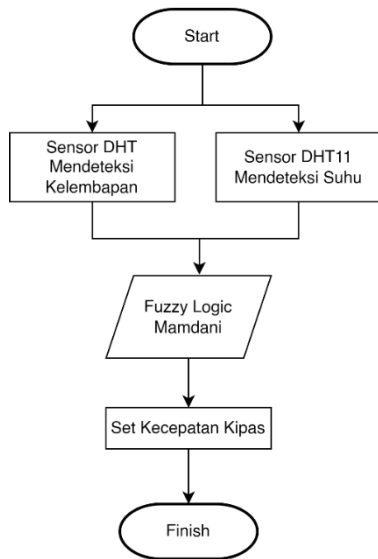 Start
Sensor DHT
Mendeteksi
Kelembapan
Sensor DHT11
Mendeteksi Suhu
Fuzzy Logic
Mamdani
Set Kecepatan Kipas
Finish